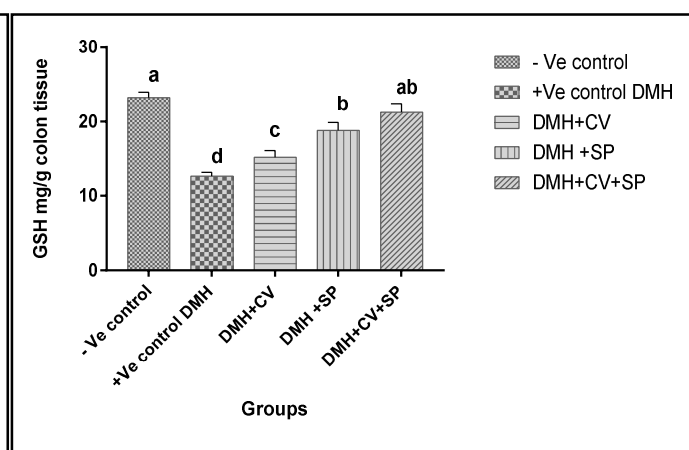 GSH mg/g colon tissue
30
20
10
0
a
d
c
b
ab
- Ve control
+Ve control DMH
DMH+CV
DMH +SP
DMH+CV+SP
Groups
- Ve control
+Ve control DMH
DMH+CV
DMH +SP
DMH+CV+SP